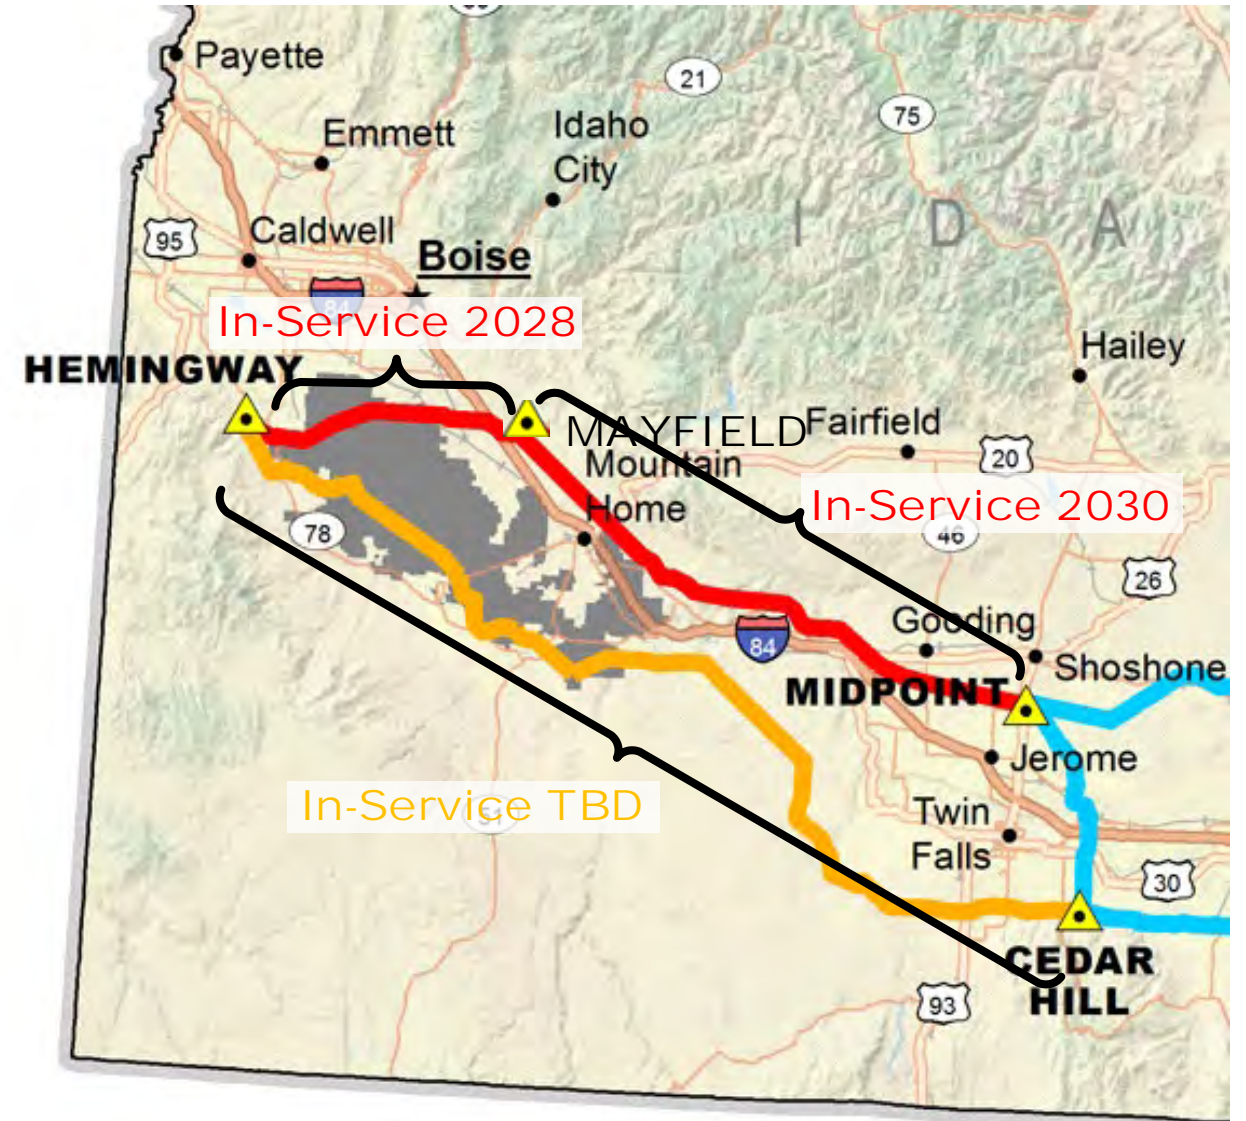 Payette
21
75
Emmett
Idaho
City
I D A
95
Caldwell
Boise
84
In-Service 2028
HEMINGWAY
Hailey
MAYFIELD
Fairfield
20
Mountain
Home
In-Service 2030
78
46
26
Gooding
84
Shoshone
MIDPOINT
Jerome
In-Service TBD
51
Twin
Falls
30
CEDAR
HILL
93